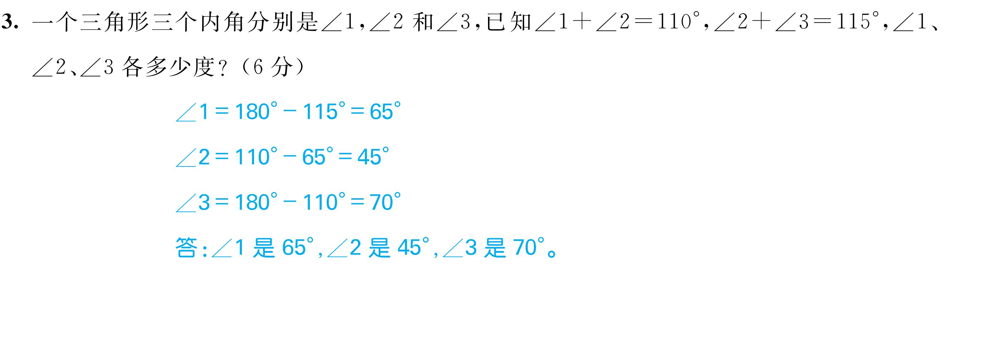 3. 一个三角形三个内角分别是∠1,∠2 和∠3,已知∠1+∠2=110°,∠2+∠3=115°,∠1、
∠2、∠3 各多少度?(6 分)
∠1=180°-115°=65°
∠2=110°-65°=45°
∠3=180°-110°=70°
答:∠1 是 65°,∠2 是 45°,∠3 是 70°。